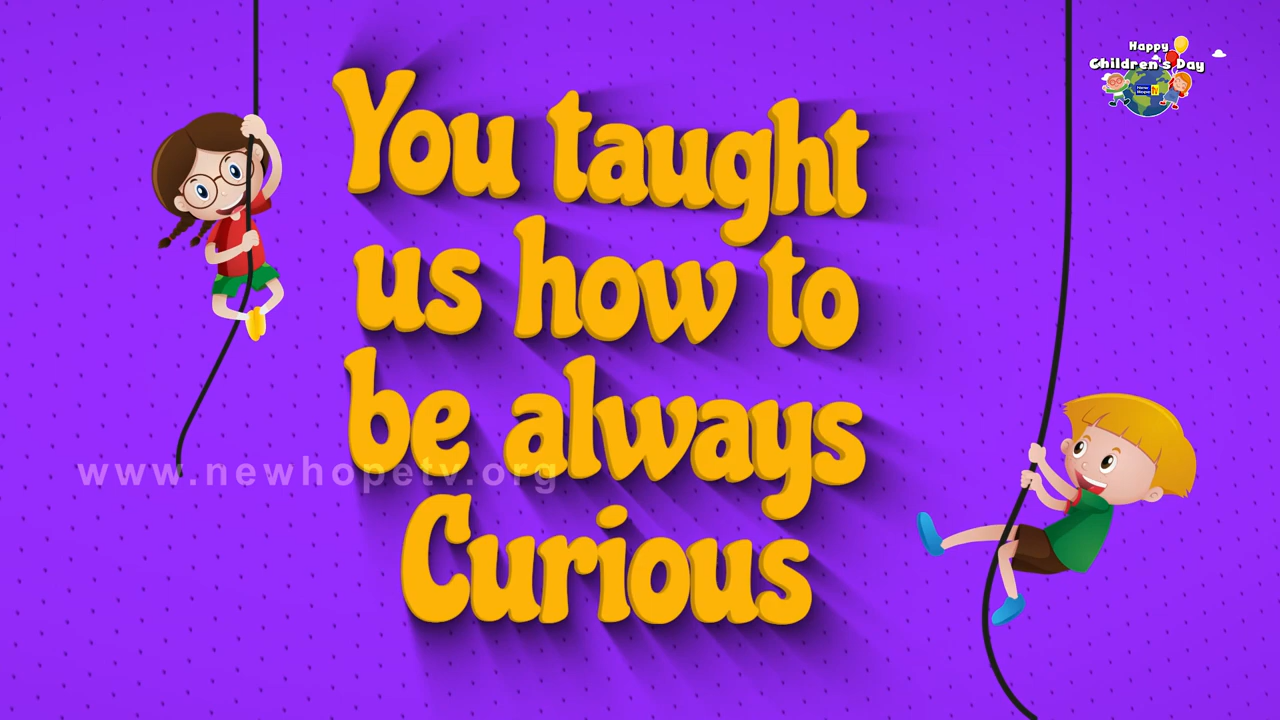 Happy
Children's Day
You taught
us how to
be always
Curious
www.newhopetv.org